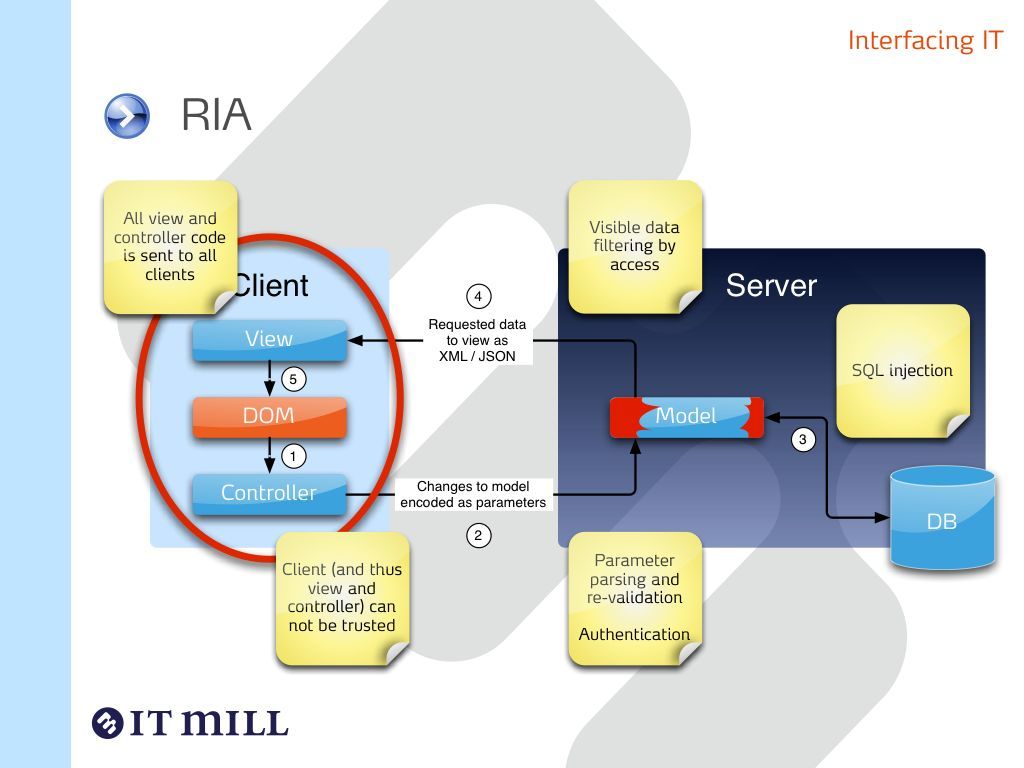 Interfacing IT
RIA
All view and
controller code
is sent to all
clients
Visible data
filtering by
access
Client
Server
4
Requested data
to view as
XML / JSON
View
SQL injection
5
DOM
Model
3
1
Controller
Changes to model
encoded as parameters
2
DB
Client (and thus
view and
controller) can
not be trusted
Parameter
parsing and
re-validation
Authentication
IT MILL